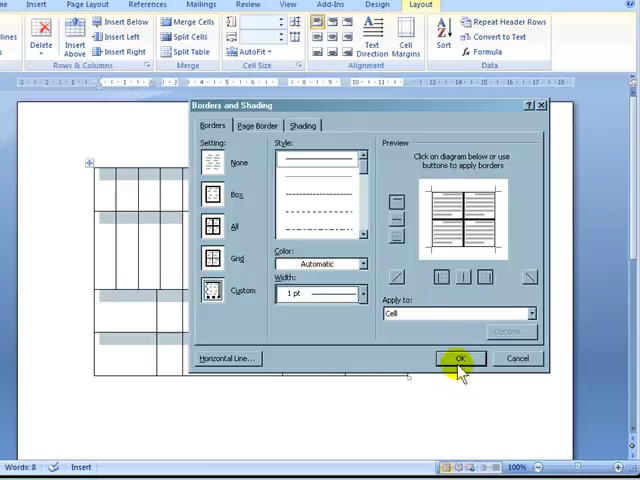 Insert
Page Layout
References
Mailings
Review
View
Add-Ins
Design
Layout
Delete
Insert
Above
Insert Below
Insert Left
Insert Right
Rows & Columns
Merge Cells
Split Cells
Split Table
Merge
AutoFit
Cell Size
Text
Direction
Cell
Margins
Alignment
Sort
Repeat Header Rows
Convert to Text
Formula
Data
Borders and Shading
Borders
Page Border
Shading
Setting:
None
Box
All
Grid
Custom
Style:
Color:
Automatic
Width:
1 pt
Preview
Click on diagram below or use
buttons to apply borders
Apply to:
Cell
Options...
Horizontal Line...
OK
Cancel
Words: 8
Insert
100%